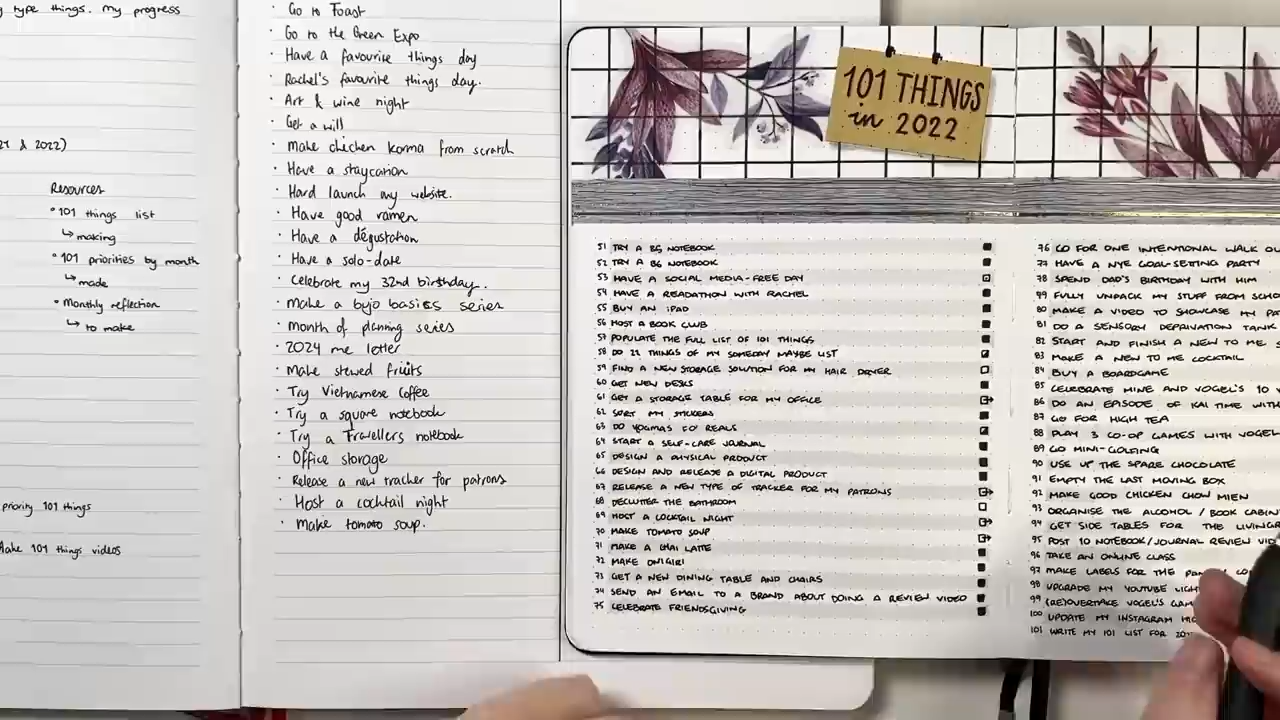 type things. My progress
& 2022)
Resources
° 101 things list
↳ making
° 101 priorities by month
↳ made
° Monthly reflection
↳ to make
priority 101 things
Make 101 things videos
· Go to Toast
· Go to the Green Expo
· Have a favourite things day
· Rachel's favourite things day.
· Art & wine night
· Get a will
· Make chicken korma from scratch
· Have a staycation
· Hard launch my website.
· Have good ramen
· Have a dégustation
· Have a solo-date
· Celebrate my 32nd birthday.
· Make a bujo basics series
· Month of planning series
· 2024 me letter
· Make stewed fruits
· Try Vietnamese coffee
· Try a square notebook
· Try a Travellers notebook
· Office storage
· Release a new tracker for patrons
· Host a cocktail night
· Make tomato soup.
101 THINGS
in 2022
51 TRY A B5 NOTEBOOK
52 TRY A B6 NOTEBOOK
53 HAVE A SOCIAL MEDIA-FREE DAY
54 HAVE A READATHON WITH RACHEL
55 BUY AN iPAD
56 HOST A BOOK CLUB
57 POPULATE THE FULL LIST OF 101 THINGS
58 DO 22 THINGS OF MY SOMEDAY MAYBE LIST
59 FIND A NEW STORAGE SOLUTION FOR MY HAIR DRYER
60 GET NEW DESKS
61 GET A STORAGE TABLE FOR MY OFFICE
62 SORT MY STICKERS
63 DO YOGMAS FO' REALS
64 START A SELF-CARE JOURNAL
65 DESIGN A PHYSICAL PRODUCT
66 DESIGN AND RELEASE A DIGITAL PRODUCT
67 RELEASE A NEW TYPE OF TRACKER FOR MY PATRONS
68 DECLUTTER THE BATHROOM
69 HOST A COCKTAIL NIGHT
70 MAKE TOMATO SOUP
71 MAKE A CHAI LATTE
72 MAKE ONIGIRI
73 GET A NEW DINING TABLE AND CHAIRS
74 SEND AN EMAIL TO A BRAND ABOUT DOING A REVIEW VIDEO
75 CELEBRATE FRIENDSGIVING
76 GO FOR ONE INTENTIONAL WALK
77 HAVE A NYE GOAL-SETTING PARTY
78 SPEND DAD'S BIRTHDAY WITH HIM
79 FULLY UNPACK MY STUFF FROM
80 MAKE A VIDEO TO SHOWCASE MY
81 DO A SENSORY DEPRIVATION TANK
82 START AND FINISH A NEW TO ME
83 MAKE A NEW TO ME COCKTAIL
84 BUY A BOARDGAME
85 CELEBRATE MINE AND VOGEL'S 10
86 DO AN EPISODE OF KAI TIME WITH
87 GO FOR HIGH TEA
88 PLAY 3 CO-OP GAMES WITH VOGEL
89 GO MINI-GOLFING
90 USE UP THE SPARE CHOCOLATE
91 EMPTY THE LAST MOVING BOX
92 MAKE GOOD CHICKEN CHOW MIEN
93 ORGANISE THE ALCOHOL / BOOK
94 GET SIDE TABLES FOR THE
95 POST 10 NOTEBOOK/JOURNAL REVIEW
96 TAKE AN ONLINE CLASS
97 MAKE LABELS FOR THE
98 UPGRADE MY YOUTUBE
99 (RE)OVERTAKE VOGEL'S
100 UPDATE MY INSTAGRAM
101 WRITE MY 101 LIST FOR